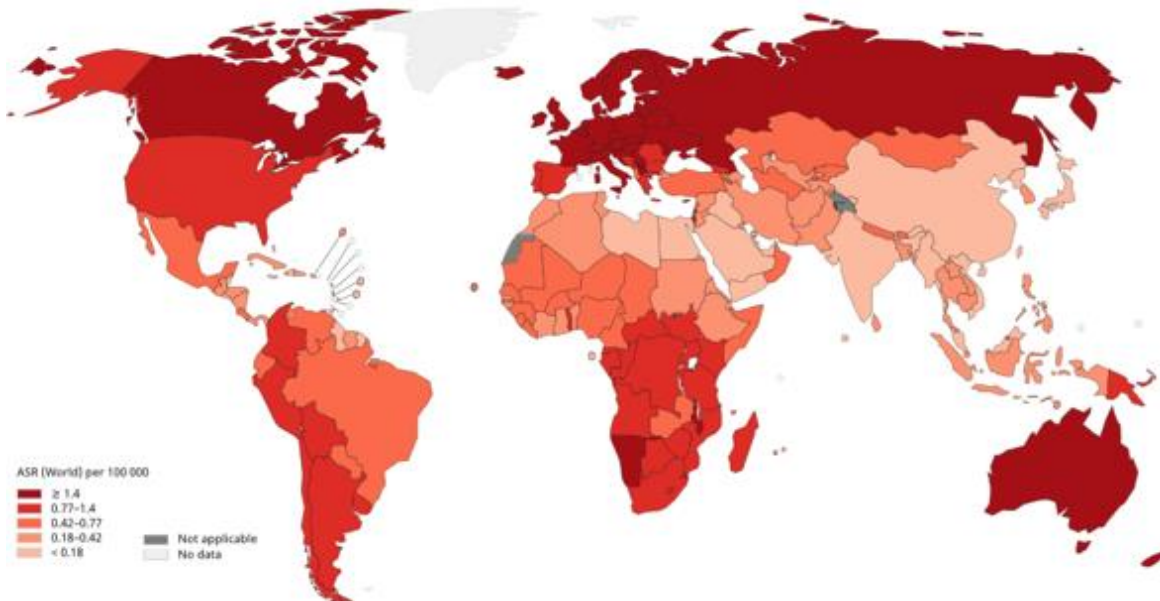 ASR (World) per 100 000
≥ 1.4
0.77–1.4
0.42–0.77
0.18–0.42
< 0.18
Not applicable
No data